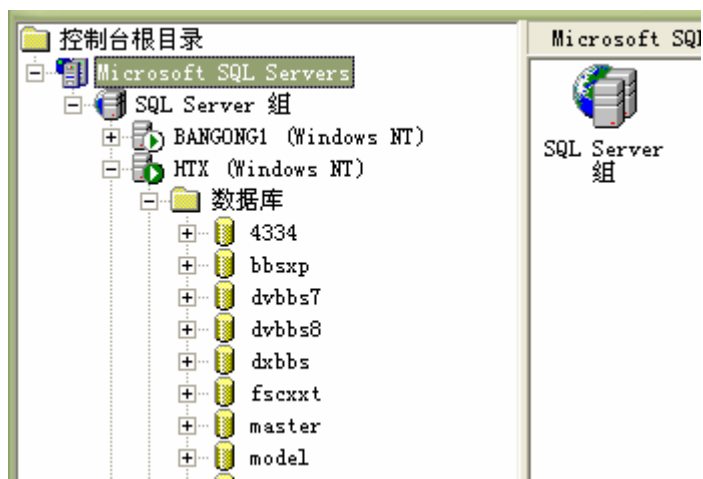 控制台根目录
Microsoft SQL Servers
SQL Server 组
BANGONG1 (Windows NT)
HTX (Windows NT)
数据库
4334
bbsxp
dvbbs7
dvbbs8
dxbbs
fscxxt
master
model
Microsoft SQL
SQL Server
组